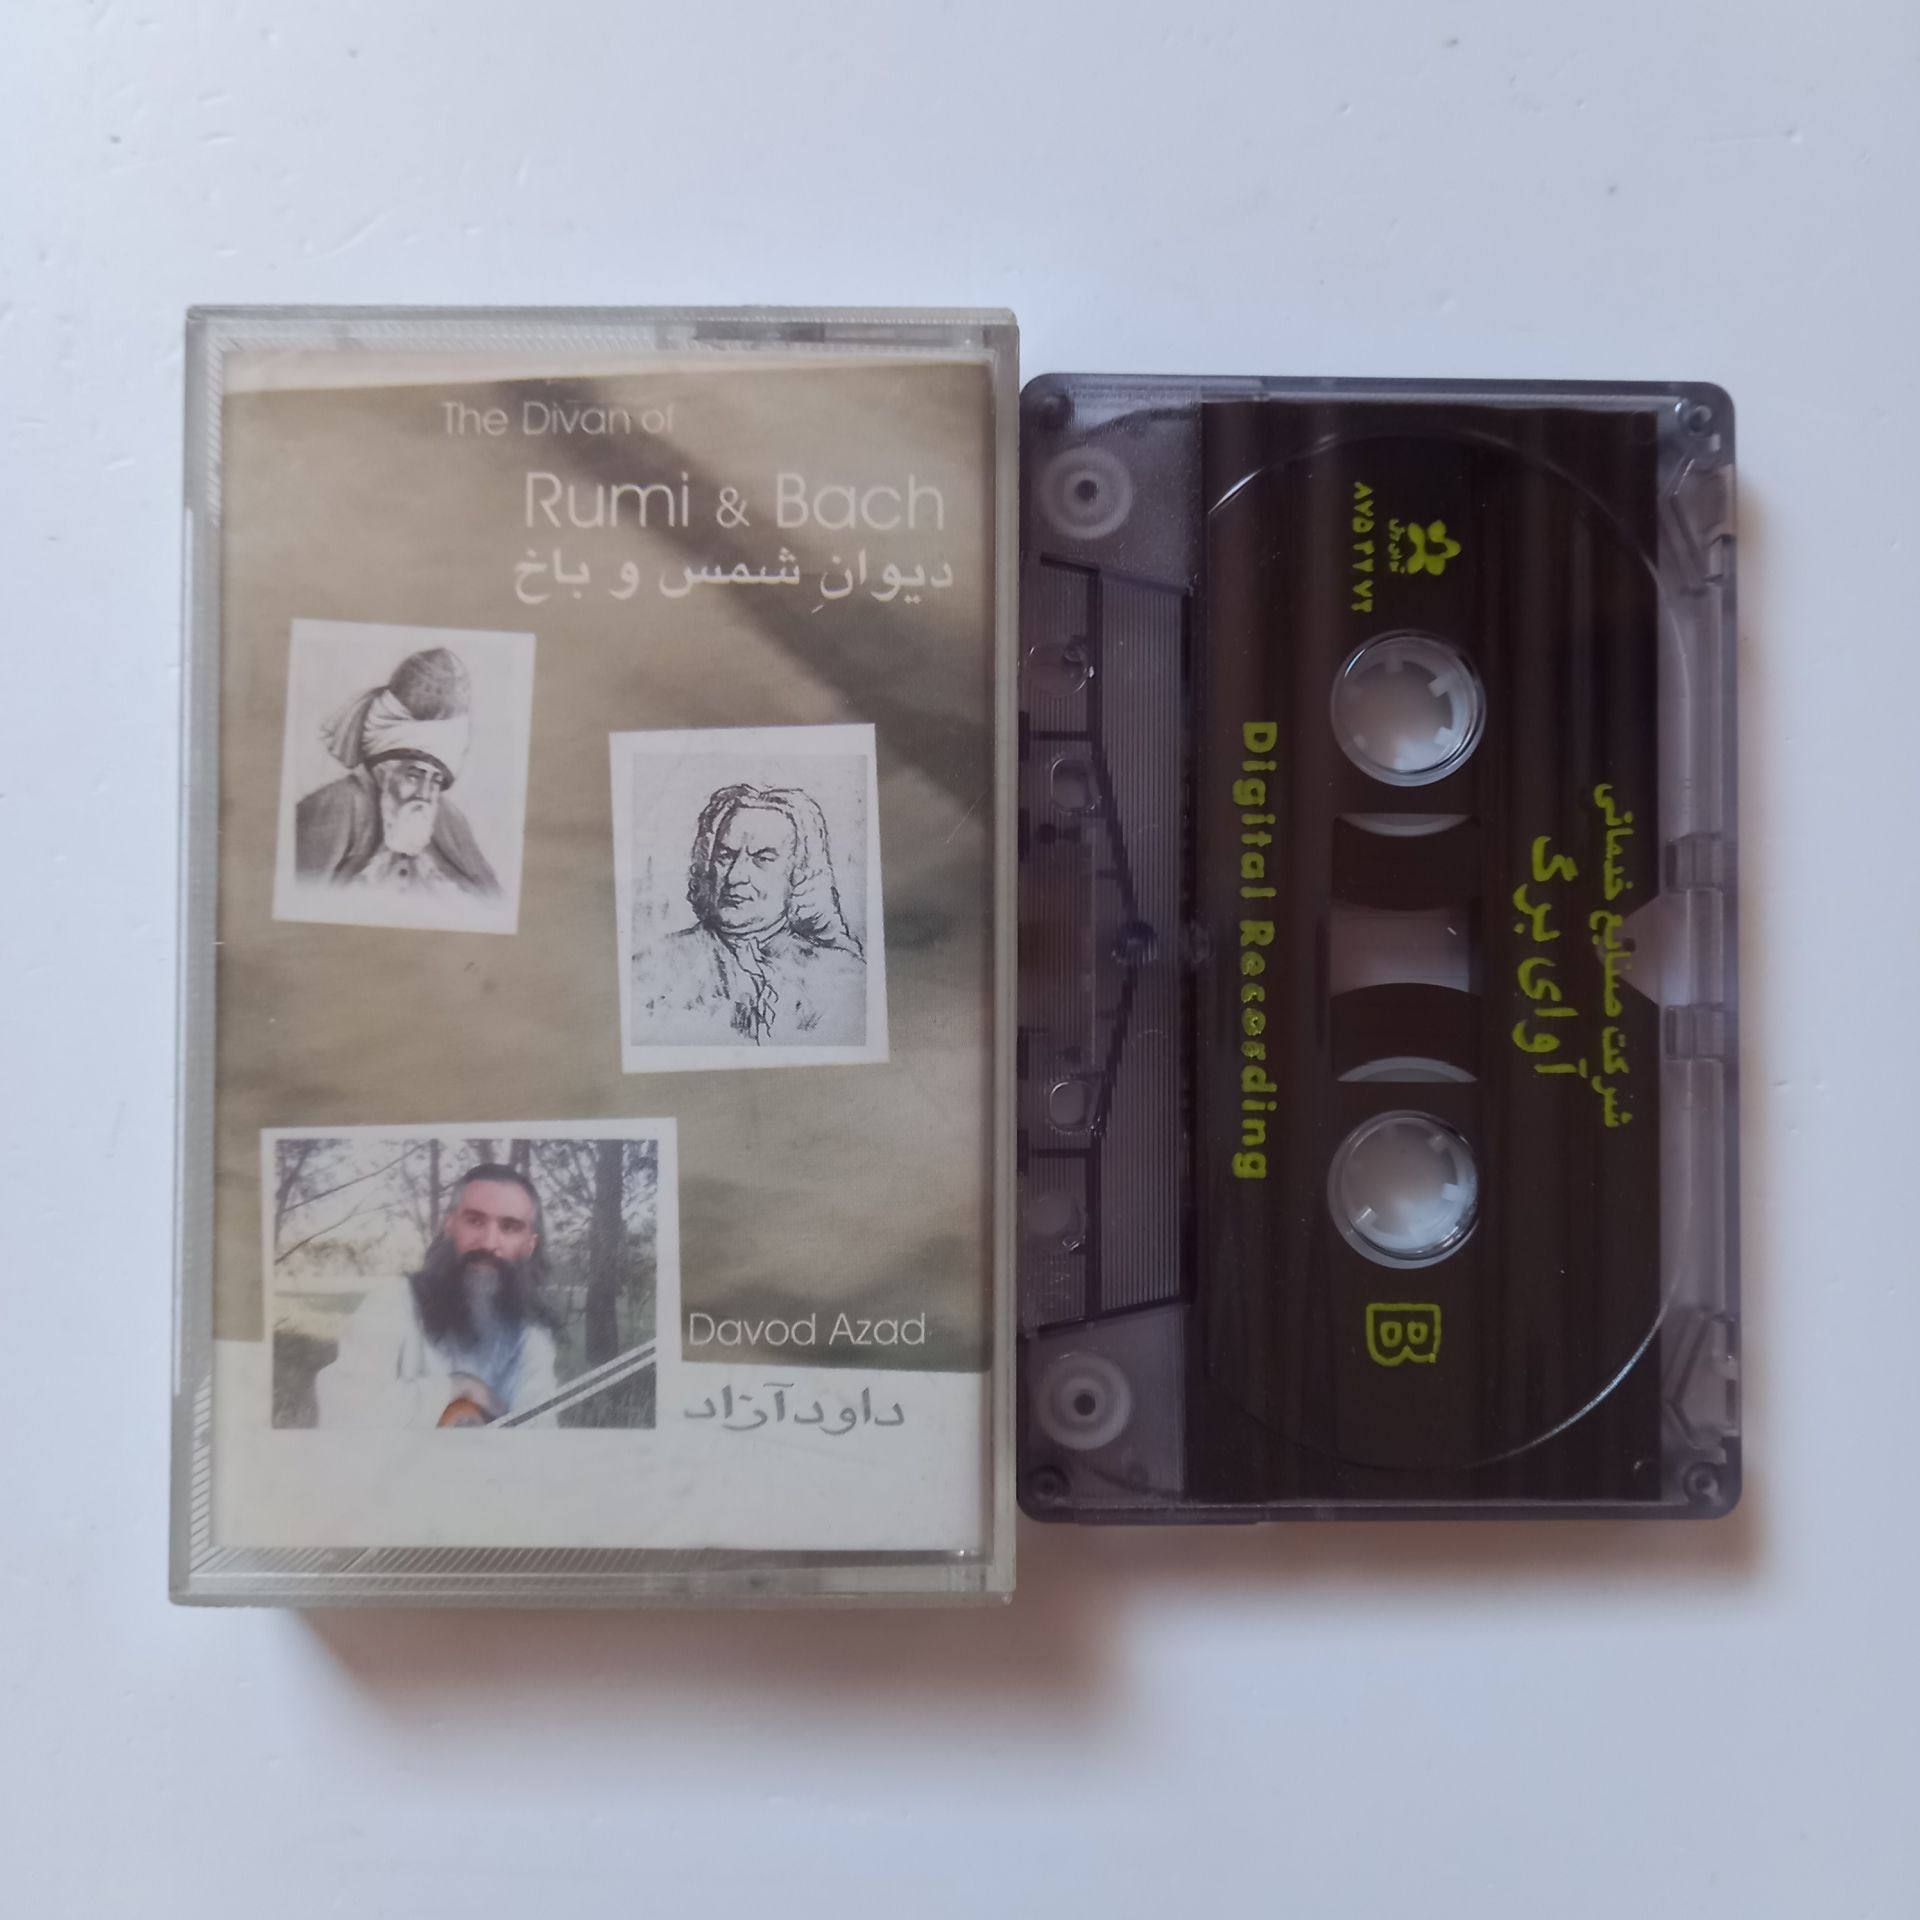 The Divan of
Rumi & Bach
دیوانِ شمس و باخ
Davod Azad
داود آزاد
شرکت صنایع خدماتی
آوای برگ
۸۷۵۲۲۷۲
Digital Recording
B